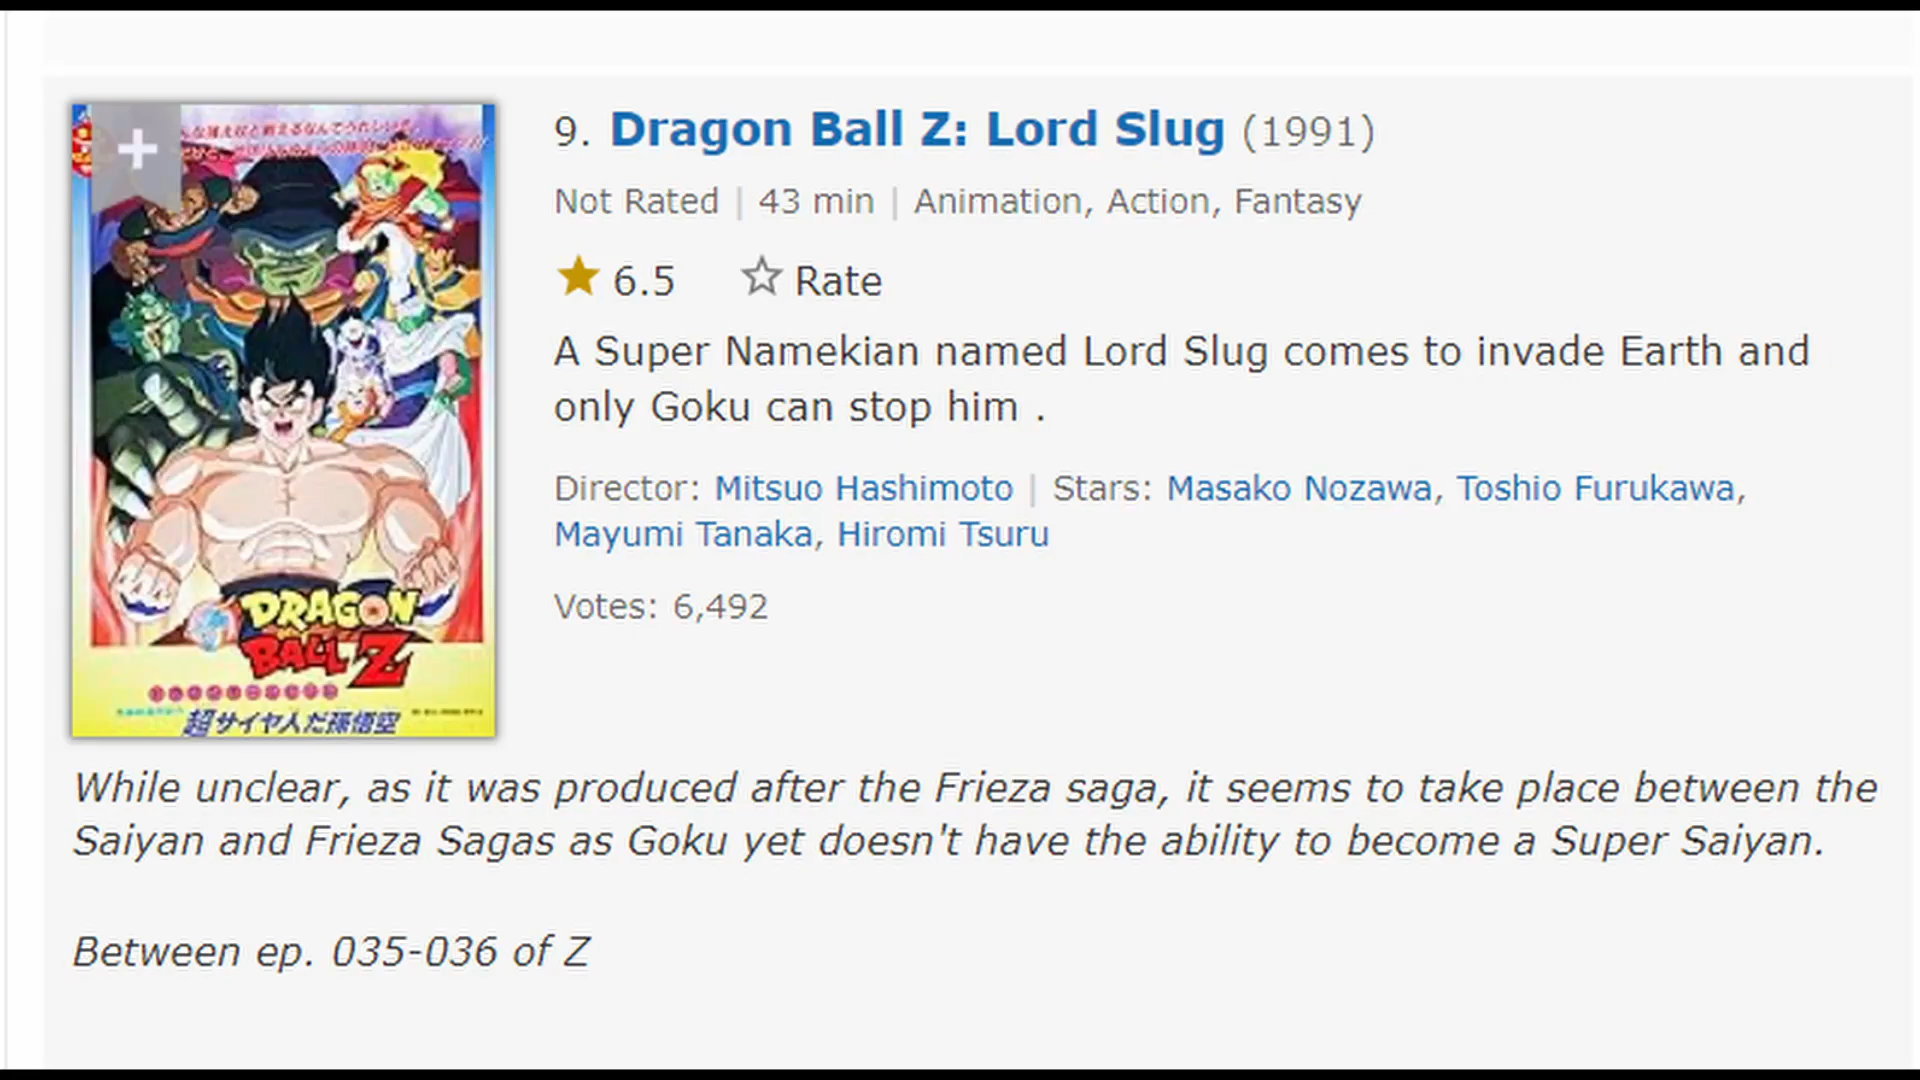 9. Dragon Ball Z: Lord Slug (1991)
Not Rated | 43 min | Animation, Action, Fantasy
6.5 Rate
A Super Namekian named Lord Slug comes to invade Earth and
only Goku can stop him .
Director: Mitsuo Hashimoto | Stars: Masako Nozawa, Toshio Furukawa,
Mayumi Tanaka, Hiromi Tsuru
Votes: 6,492
DRAGON
BALL Z
超サイヤ人だ孫悟空
While unclear, as it was produced after the Frieza saga, it seems to take place between the
Saiyan and Frieza Sagas as Goku yet doesn't have the ability to become a Super Saiyan.
Between ep. 035-036 of Z